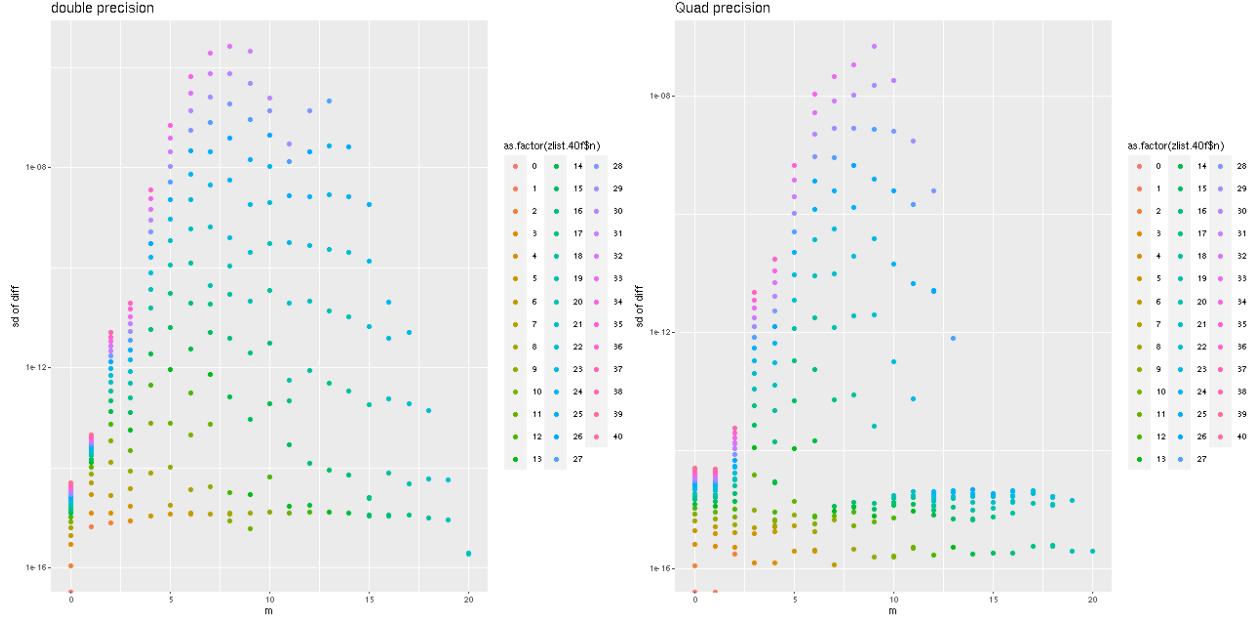 double precision
sd of diff
1e-08
1e-12
1e-16
0 5 10 15 20
m
as.factor(zlist.40f$n)
0 14 28
1 15 29
2 16 30
3 17 31
4 18 32
5 19 33
6 20 34
7 21 35
8 22 36
9 23 37
10 24 38
11 25 39
12 26 40
13 27
Quad precision
sd of diff
1e-08
1e-12
1e-16
0 5 10 15 20
m
as.factor(zlist.40f$n)
0 14 28
1 15 29
2 16 30
3 17 31
4 18 32
5 19 33
6 20 34
7 21 35
8 22 36
9 23 37
10 24 38
11 25 39
12 26 40
13 27